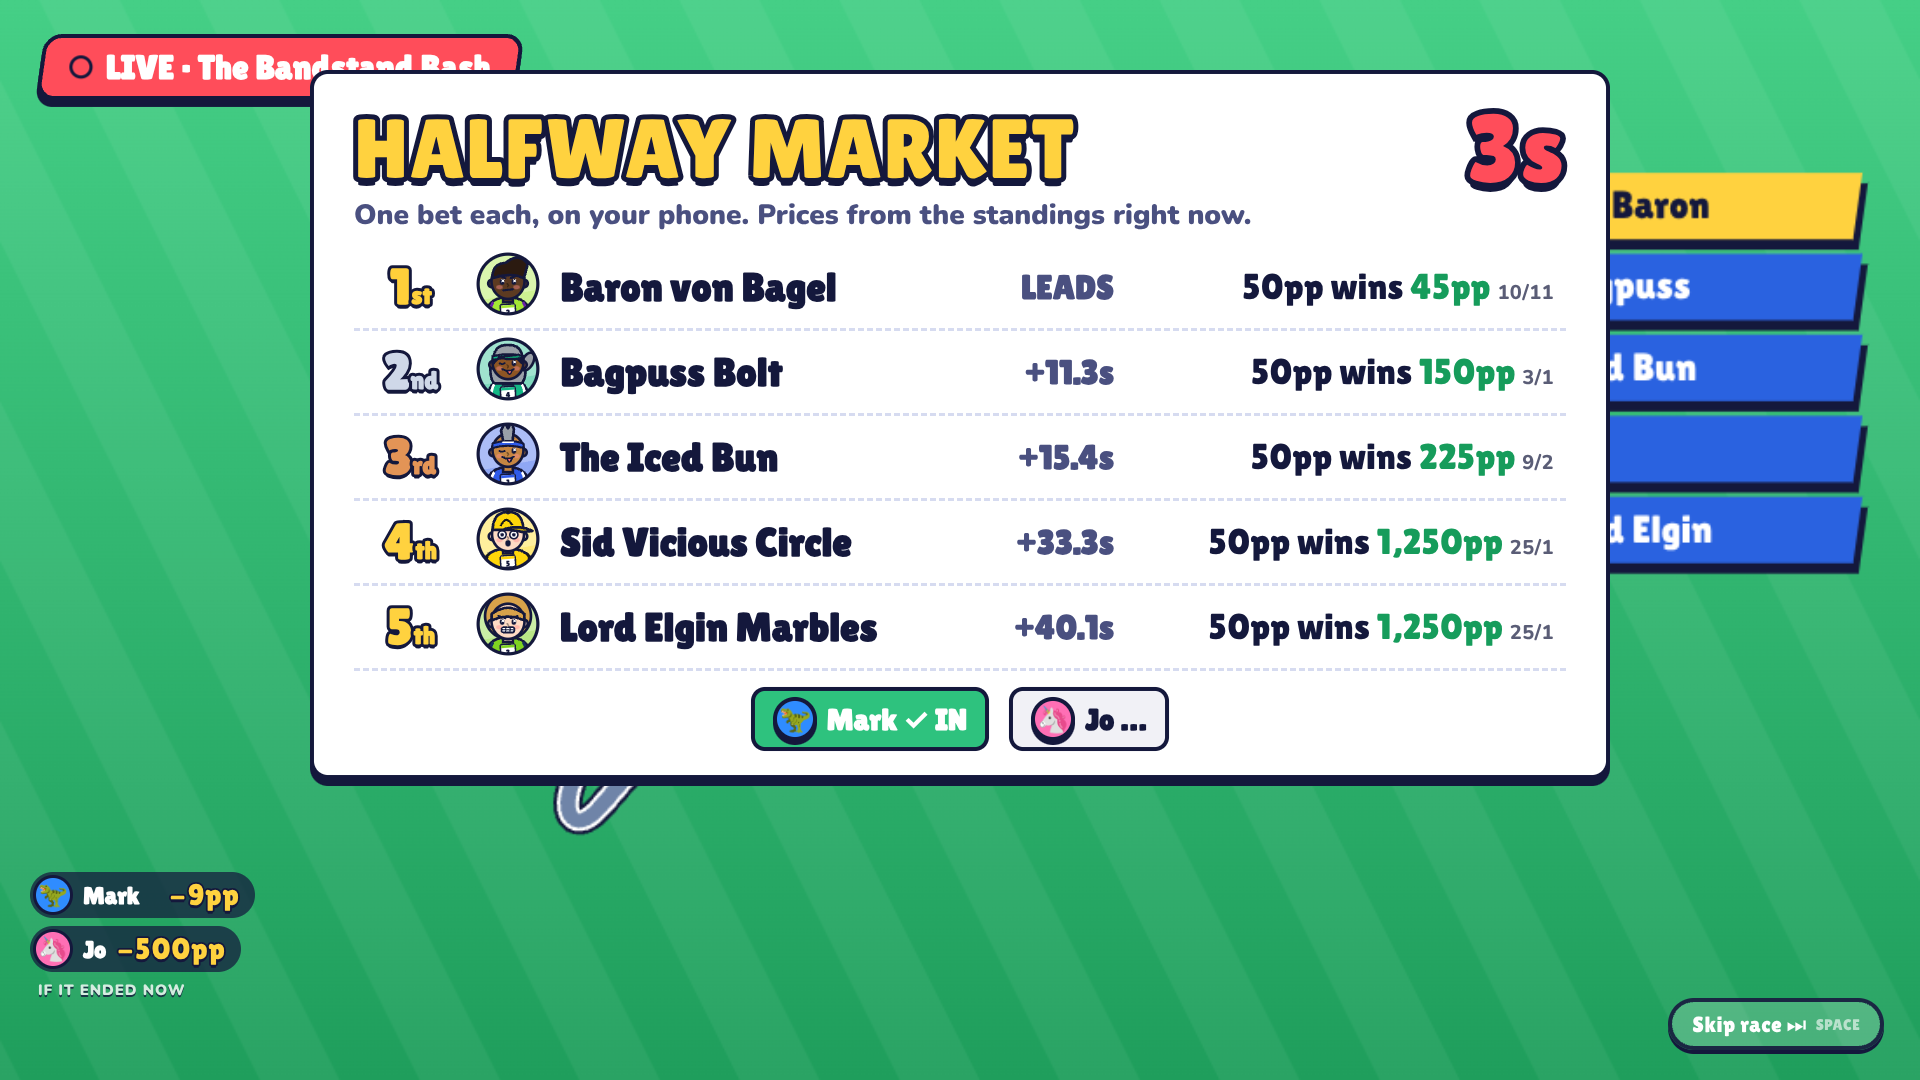 LIVE · The Bandstand Bash
HALFWAY MARKET
3s
One bet each, on your phone. Prices from the standings right now.
1st Baron von Bagel LEADS 50pp wins 45pp 10/11
2nd Bagpuss Bolt +11.3s 50pp wins 150pp 3/1
3rd The Iced Bun +15.4s 50pp wins 225pp 9/2
4th Sid Vicious Circle +33.3s 50pp wins 1,250pp 25/1
5th Lord Elgin Marbles +40.1s 50pp wins 1,250pp 25/1
Mark ✓ IN
Jo ...
Baron
gpuss
d Bun
d Elgin
Mark -9pp
Jo -500pp
IF IT ENDED NOW
Skip race ⏭ SPACE